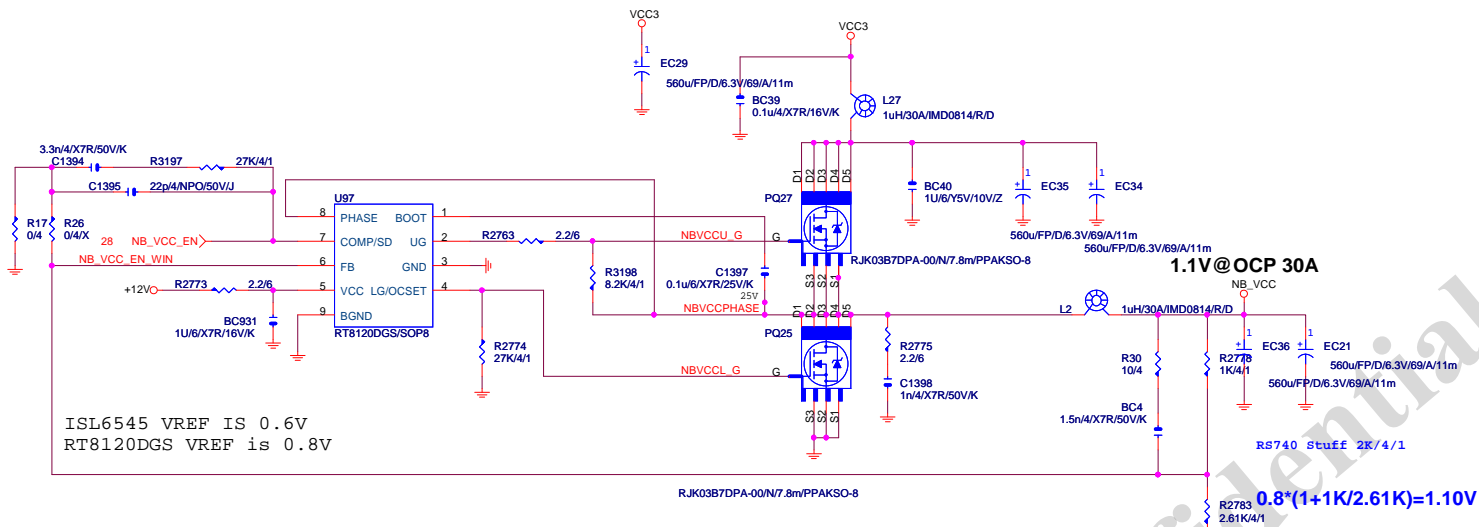 VCC3
VCC3
1
EC29
560u/FP/D/6.3V/69/A/11m
BC39
0.1u/4/X7R/16V/K
L27
1uH/30A/IMD0814/R/D
3.3n/4/X7R/50V/K
C1394
R3197
27K/4/1
C1395
22p/4/NPO/50V/J
R17
0/4
R26
0/4/X
28
NB_VCC_EN
NB_VCC_EN_WIN
+12V
R2773
2.2/6
BC931
1U/6/X7R/16V/K
U97
8
PHASE
BOOT
1
7
COMP/SD
UG
2
6
FB
GND
3
5
VCC
LG/OCSET
4
9
BGND
RT8120DGS/SOP8
R2763
2.2/6
R3198
8.2K/4/1
R2774
27K/4/1
NBVCCU_G
C1397
0.1u/6/X7R/25V/K
25V
NBVCCPHASE
NBVCCL_G
D1
D2
D3
D4
D5
PQ27
G
S3
S2
S1
RJK03B7DPA-00/N/7.8m/PPAKSO-8
BC40
1U/6/Y5V/10V/Z
1
EC35
560u/FP/D/6.3V/69/A/11m
1
EC34
560u/FP/D/6.3V/69/A/11m
D1
D2
D3
D4
D5
PQ25
G
S3
S2
S1
RJK03B7DPA-00/N/7.8m/PPAKSO-8
R2775
2.2/6
C1398
1n/4/X7R/50V/K
1.1V@OCP 30A
NB_VCC
L2
1uH/30A/IMD0814/R/D
R30
10/4
BC4
1.5n/4/X7R/50V/K
R2778
1K/4/1
1
EC36
560u/FP/D/6.3V/69/A/11m
1
EC21
560u/FP/D/6.3V/69/A/11m
RS740 Stuff 2K/4/1
R2783
2.61K/4/1
0.8*(1+1K/2.61K)=1.10V
ISL6545 VREF IS 0.6V
RT8120DGS VREF is 0.8V